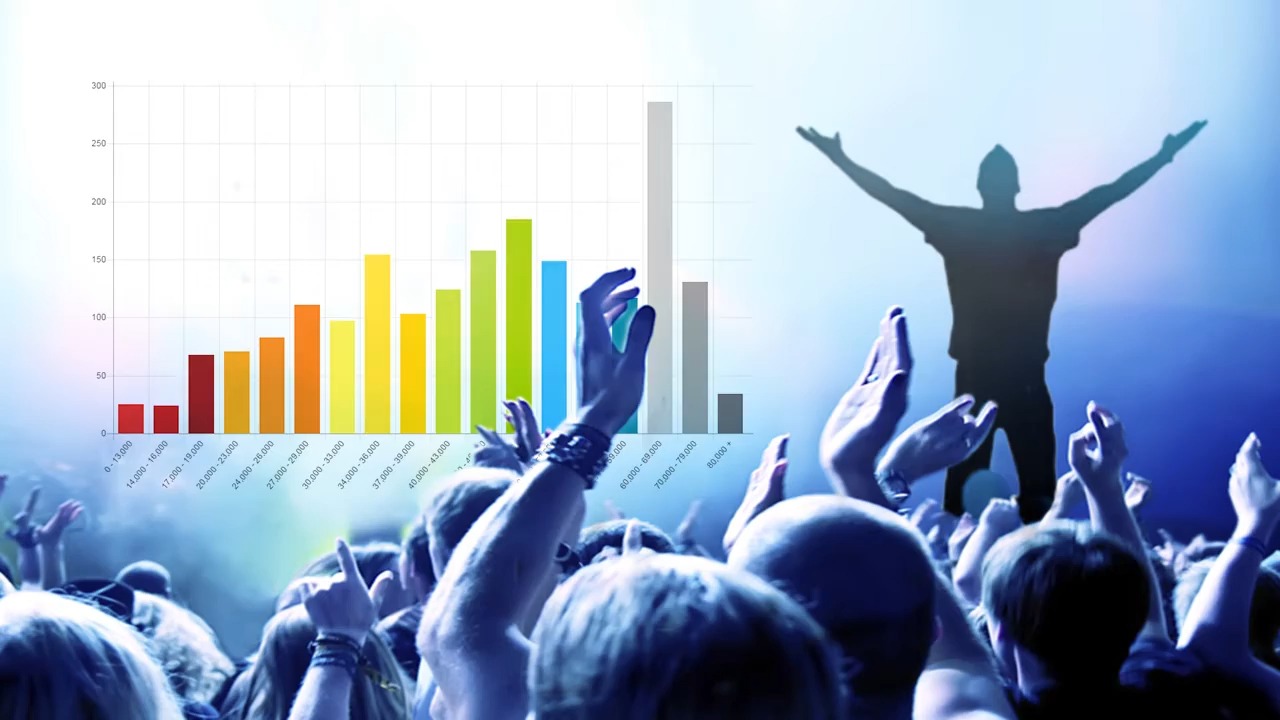 300
250
200
150
100
50
0
0 - 13,000
14,000 - 16,000
17,000 - 19,000
20,000 - 23,000
24,000 - 26,000
27,000 - 29,000
30,000 - 33,000
34,000 - 36,000
37,000 - 39,000
40,000 - 43,000
60,000 - 69,000
70,000 - 79,000
80,000 +